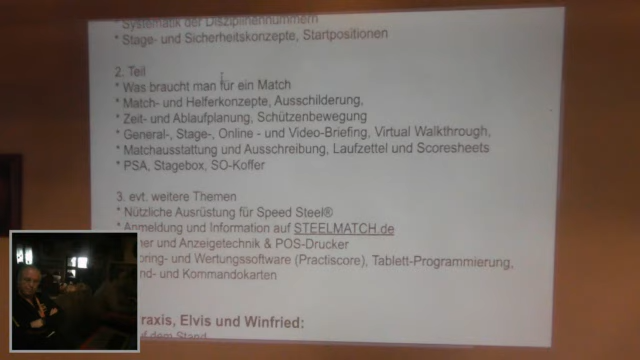 * Systematik der Disziplinennummern
* Stage- und Sicherheitskonzepte, Startpositionen
2. Teil
* Was braucht man für ein Match
* Match- und Helferkonzepte, Ausschilderung,
* Zeit- und Ablaufplanung, Schützenbewegung
* General-, Stage-, Online - und Video-Briefing, Virtual Walkthrough,
* Matchausstattung und Ausschreibung, Laufzettel und Scoresheets
* PSA, Stagebox, SO-Koffer
3. evt. weitere Themen
* Nützliche Ausrüstung für Speed Steel®
* Anmeldung und Information auf STEELMATCH.de
und Anzeigetechnik & POS-Drucker
und Wertungssoftware (Practiscore), Tablett-Programmierung,
und Kommandokarten
Elvis und Winfried:
dem Stand